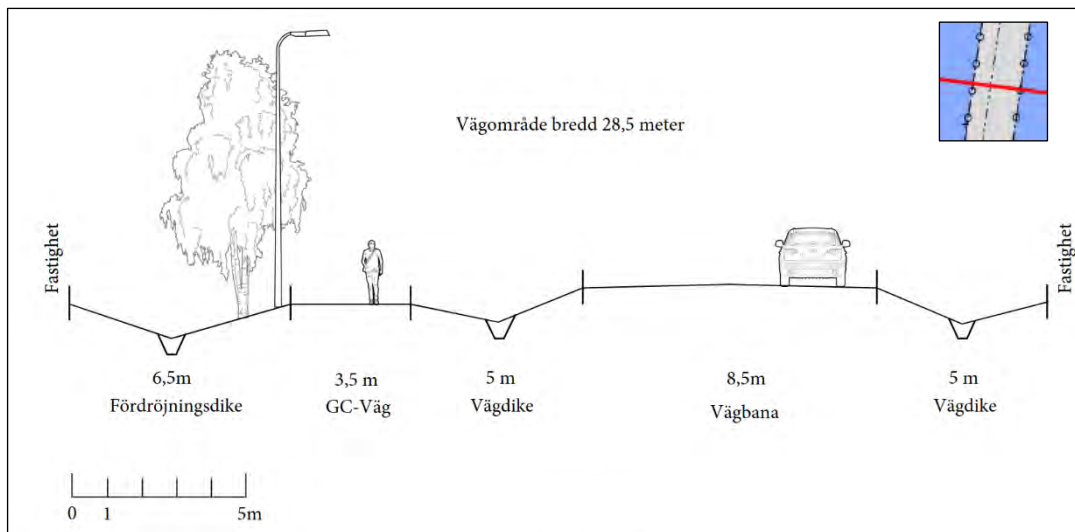 Vägområde bredd 28,5 meter
Fastighet
Fastighet
6,5m
Fördröjningsdike
3,5 m
GC-Väg
5 m
Vägdike
8,5m
Vägbana
5 m
Vägdike
0 1 5m